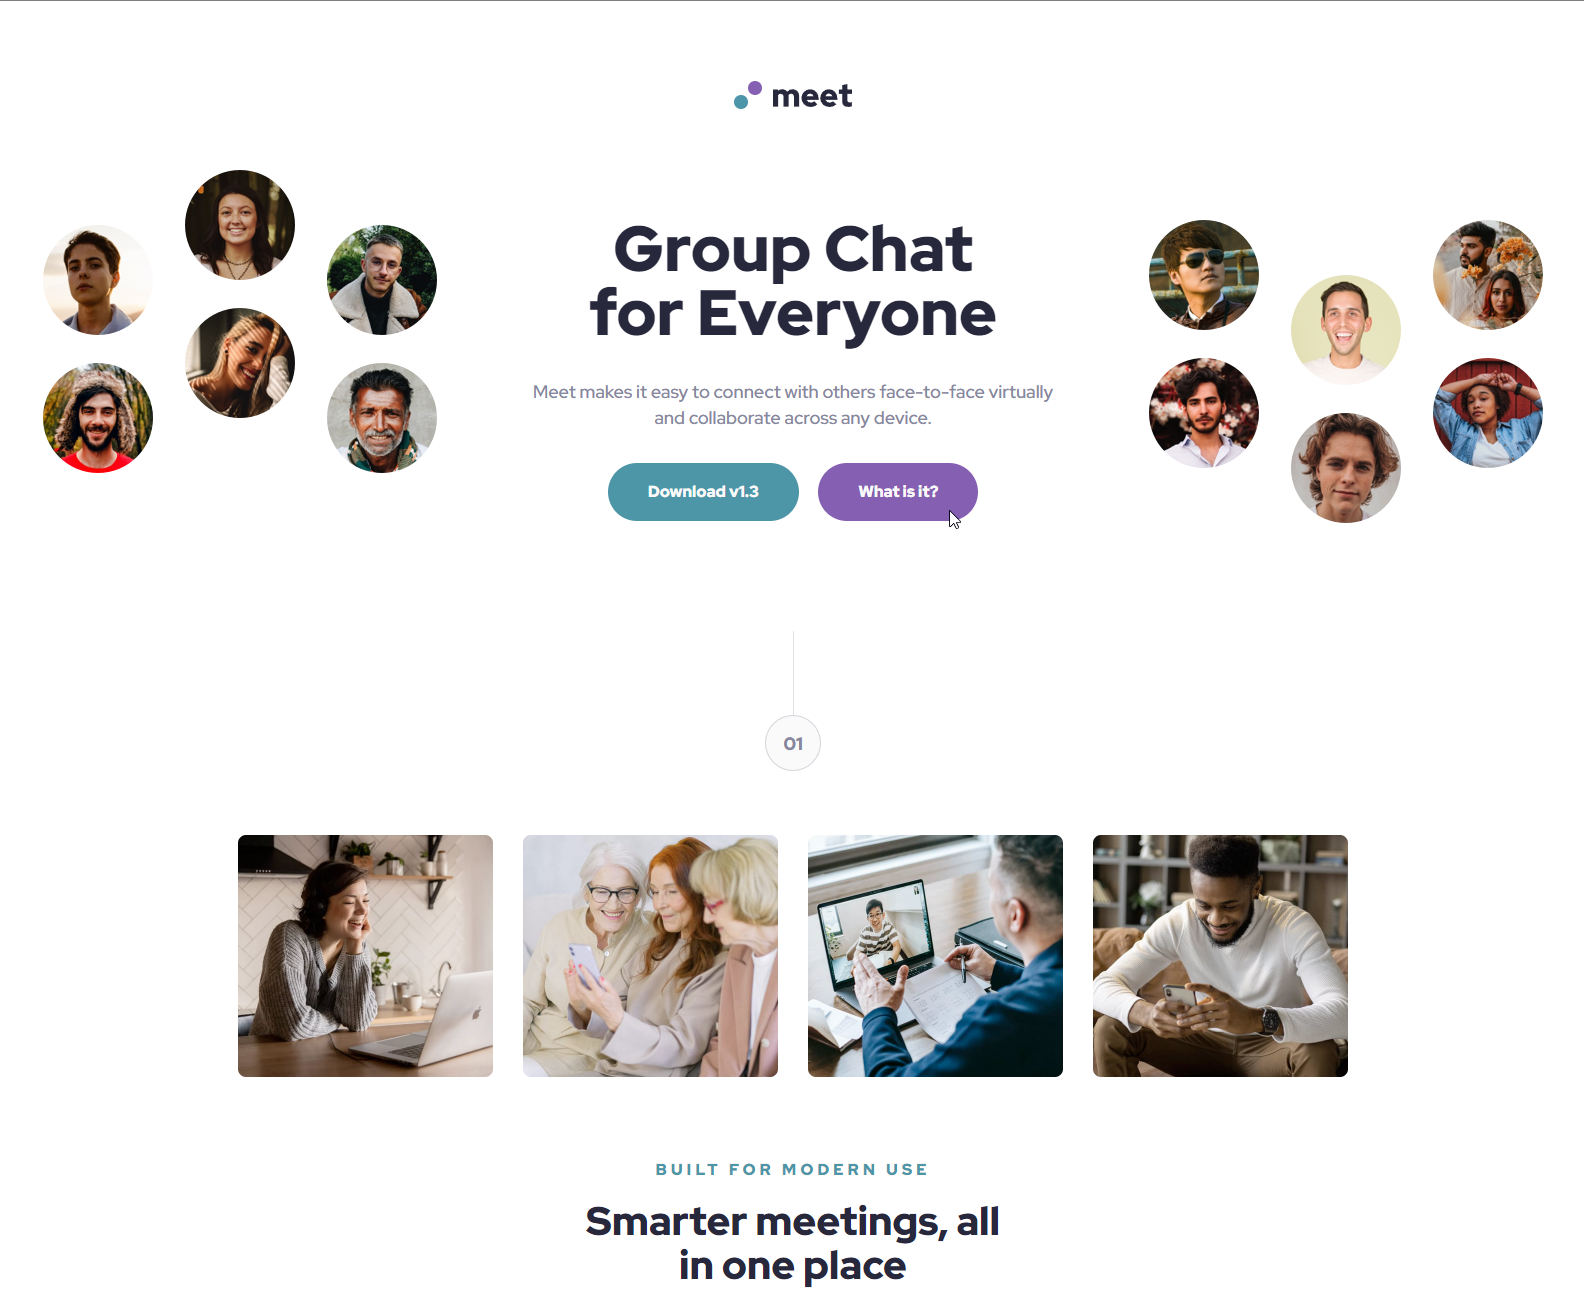 meet
Group Chat
for Everyone
Meet makes it easy to connect with others face-to-face virtually
and collaborate across any device.
Download v1.3
What is it?
01
BUILT FOR MODERN USE
Smarter meetings, all
in one place